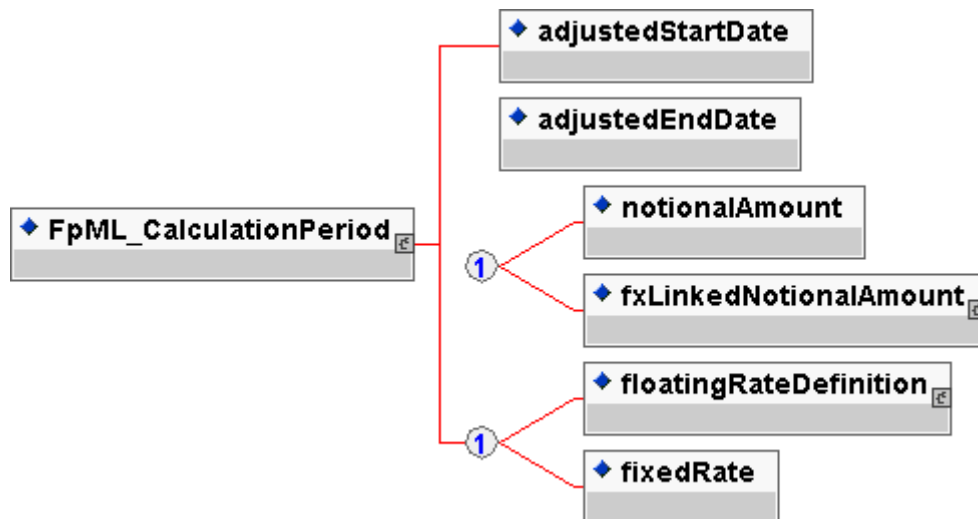 adjustedStartDate
adjustedEndDate
FpML_CalculationPeriod
notionalAmount
1
fxLinkedNotionalAmount
floatingRateDefinition
1
fixedRate